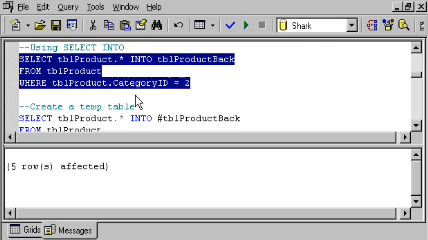 File Edit Query Tools Window Help
Shark
--Using SELECT INTO
SELECT tblProduct.* INTO tblProductBack
FROM tblProduct
WHERE tblProduct.CategoryID = 2
--Create a temp table
SELECT tblProduct.* INTO #tblProductBack
FROM tblProduct
(5 row(s) affected)
Grids Messages